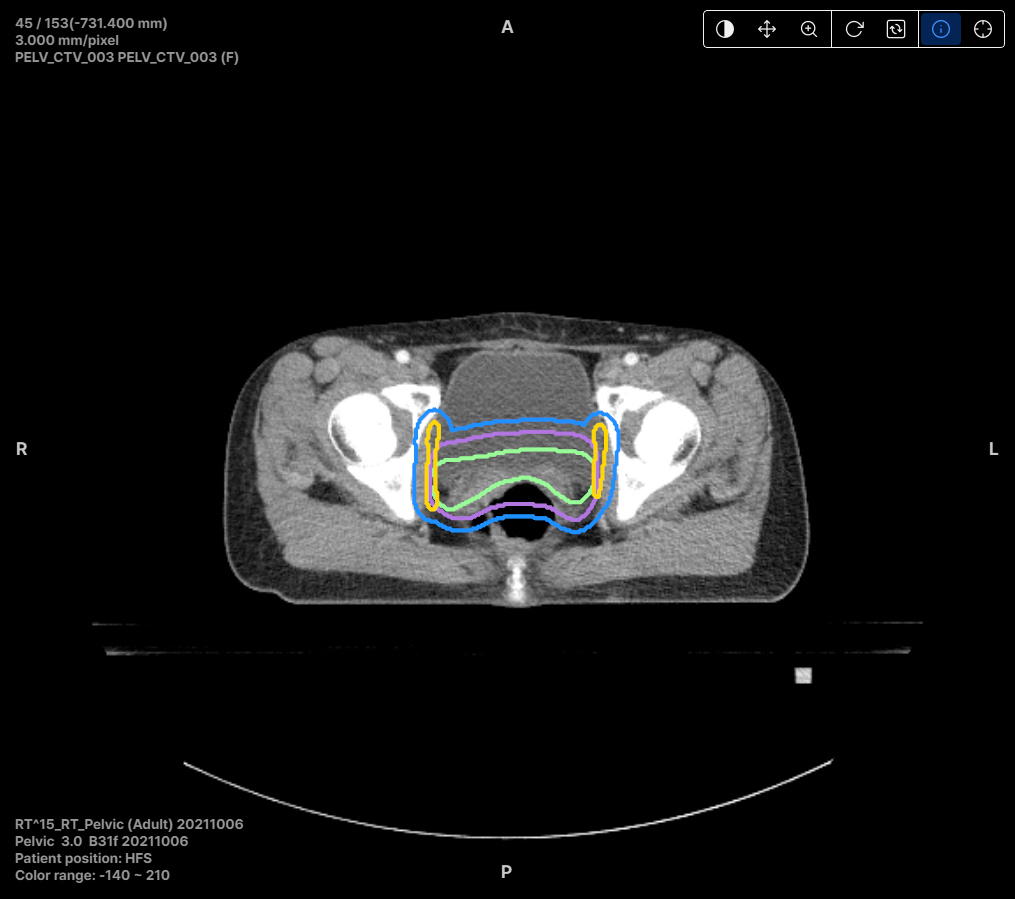 45 / 153(-731.400 mm)
3.000 mm/pixel
PELV_CTV_003 PELV_CTV_003 (F)
A
R
L
RT^15_RT_Pelvic (Adult) 20211006
Pelvic  3.0  B31f 20211006
Patient position: HFS
Color range: -140 ~ 210
P